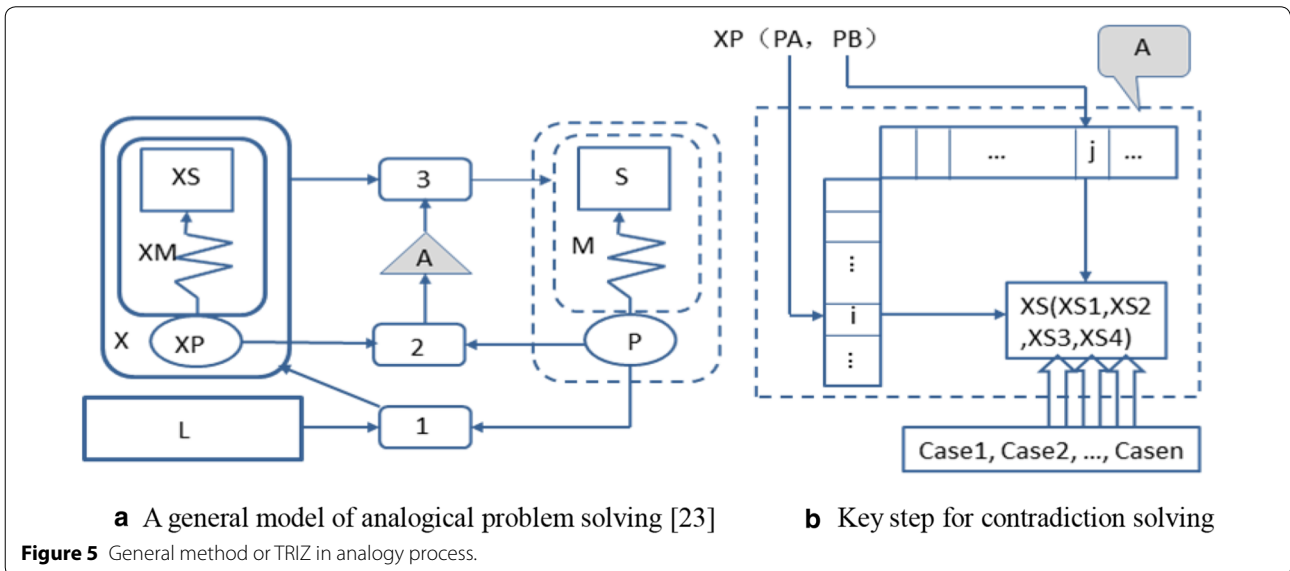 XS
XM
X
XP
L
3
A
2
1
S
M
P
a A general model of analogical problem solving [23]
XP（PA， PB）
A
... j ...
⋮
i
⋮
XS(XS1,XS2
,XS3,XS4)
Case1, Case2, ..., Casen
b Key step for contradiction solving
Figure 5 General method or TRIZ in analogy process.